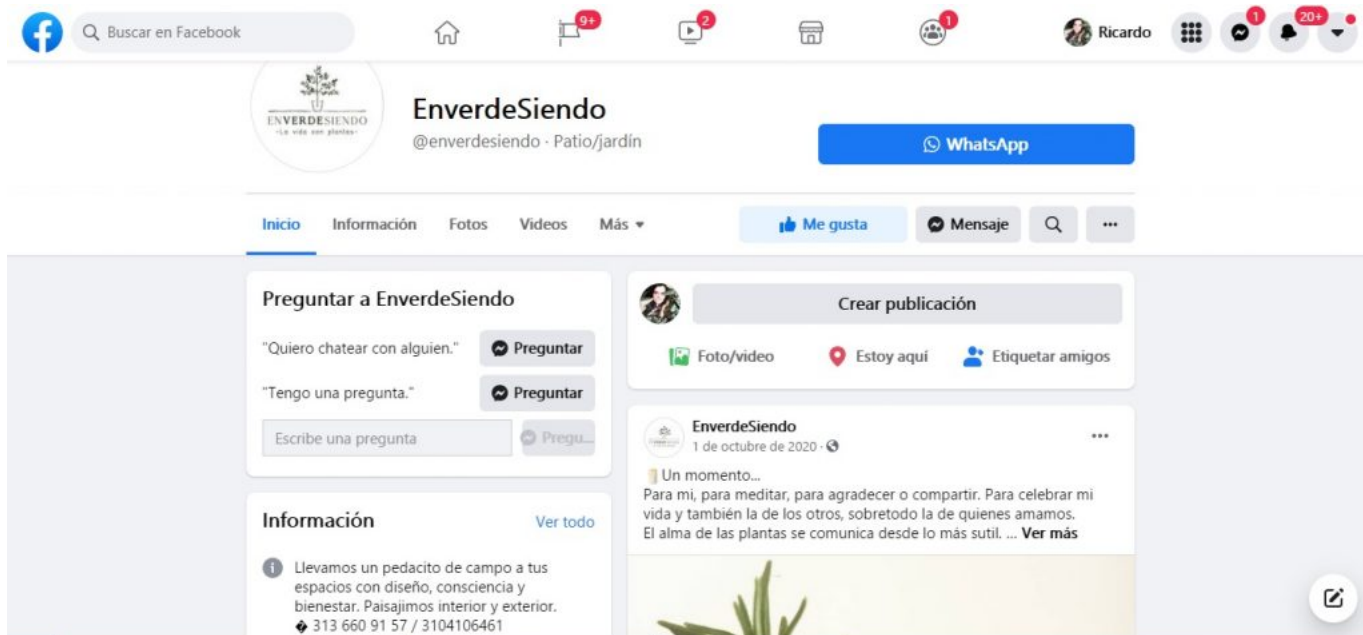 Buscar en Facebook
9+
2
1
Ricardo
1
20+
ENVERDESIENDO
-La vida con plantas-
EnverdeSiendo
@enverdesiendo · Patio/jardín
WhatsApp
Inicio
Información
Fotos
Videos
Más
Me gusta
Mensaje
Preguntar a EnverdeSiendo
"Quiero chatear con alguien."
Preguntar
"Tengo una pregunta."
Preguntar
Escribe una pregunta
Pregu...
Información
Ver todo
Llevamos un pedacito de campo a tus
espacios con diseño, consciencia y
bienestar. Paisajimos interior y exterior.
� 313 660 91 57 / 3104106461
Crear publicación
Foto/video
Estoy aquí
Etiquetar amigos
EnverdeSiendo
1 de octubre de 2020 ·
Un momento...
Para mi, para meditar, para agradecer o compartir. Para celebrar mi
vida y también la de los otros, sobretodo la de quienes amamos.
El alma de las plantas se comunica desde lo más sutil. ... Ver más